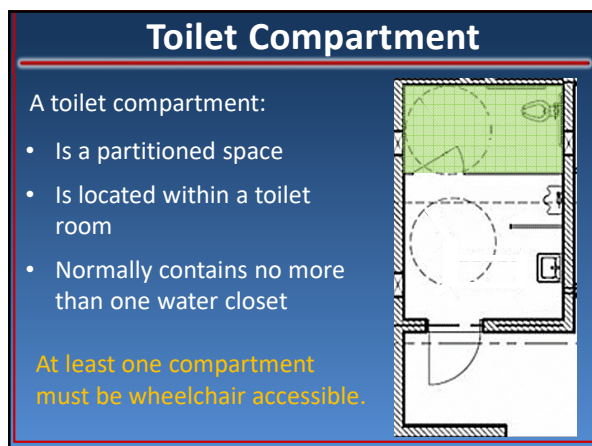 Toilet Compartment
A toilet compartment:
• Is a partitioned space
• Is located within a toilet
room
• Normally contains no more
than one water closet
At least one compartment
must be wheelchair accessible.